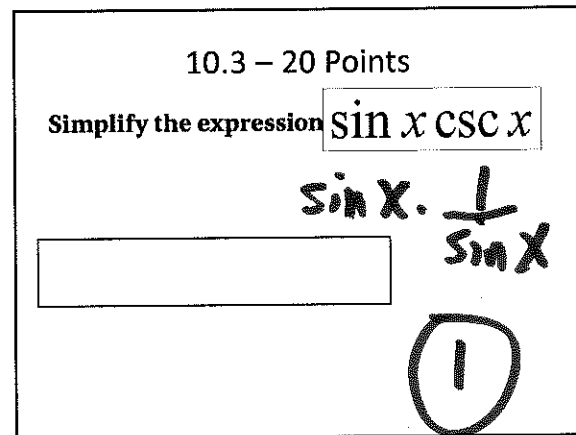 10.3 – 20 Points
Simplify the expression sin x csc x
sin x · 1/sin x
1